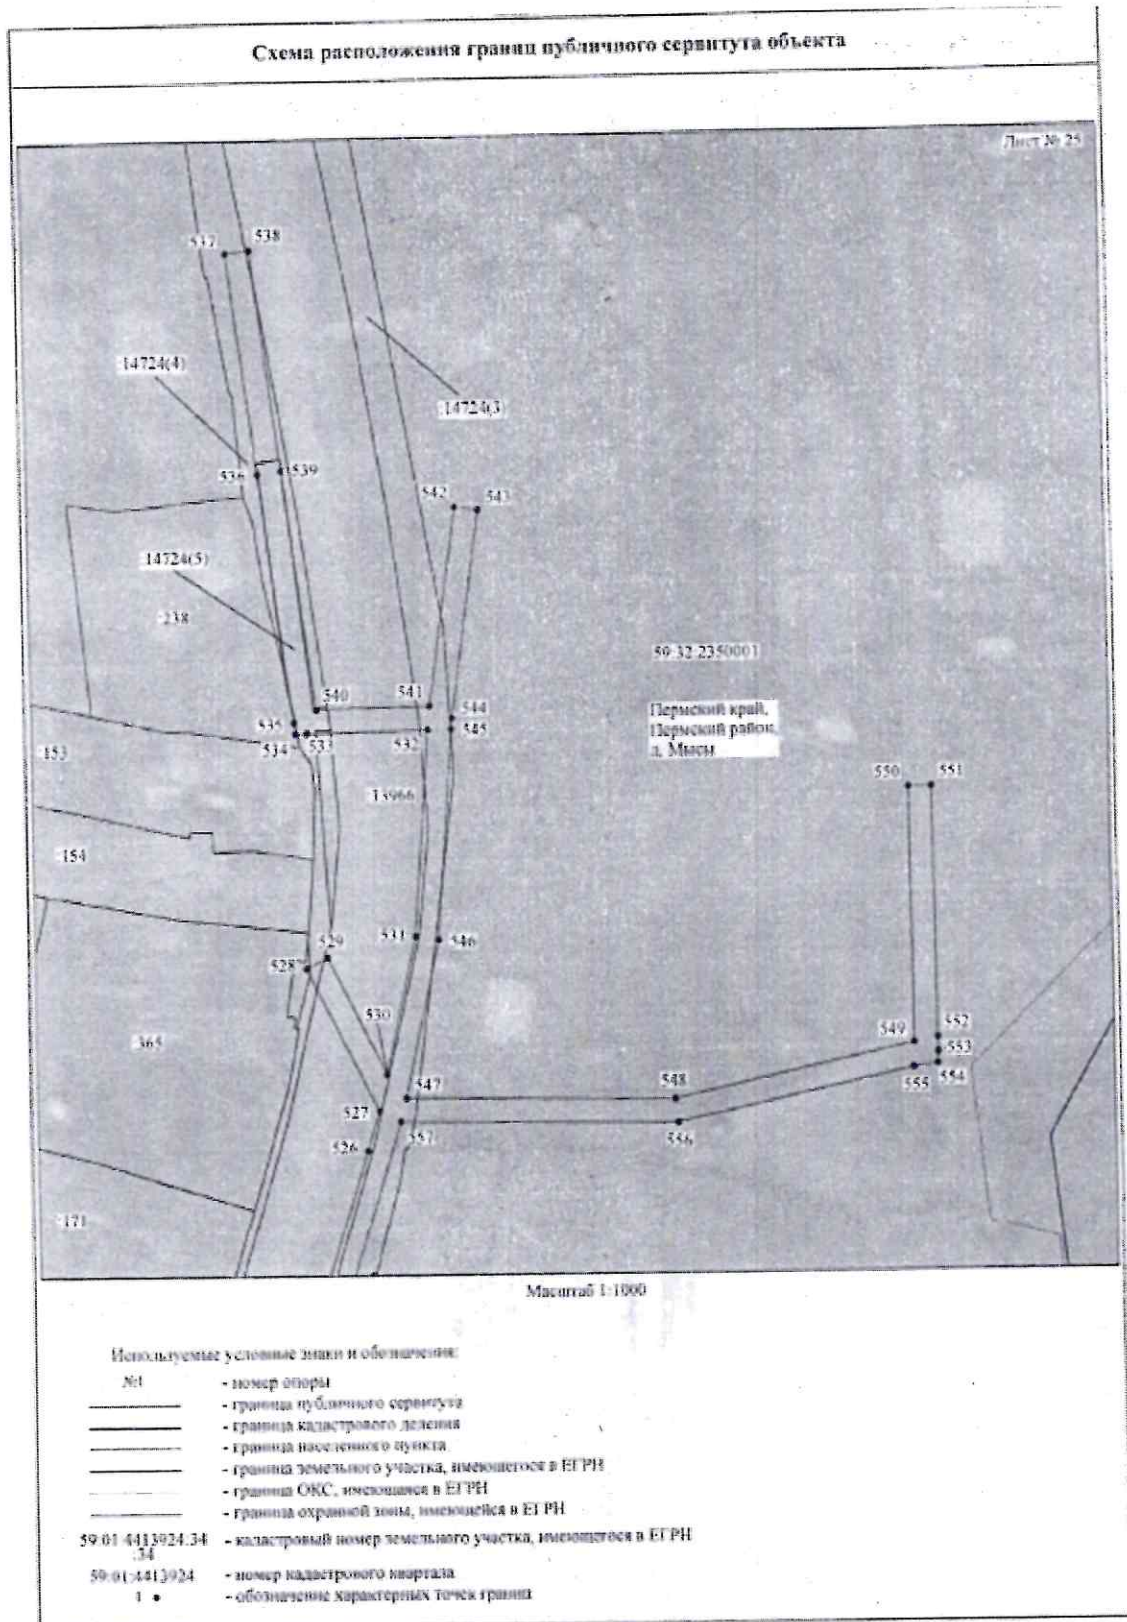 Схема расположения границ публичного сервитута объекта
Лист № 25
537
538
:14724(4)
:14724(3)
536
539
542
543
:14724(5)
:238
59:32:2350001
540
541
544
535
545
534
533
532
Пермский край,
Пермский район,
д. Мысы
:153
550
551
:13966
:154
531
546
529
528
530
549
552
:365
553
554
555
547
548
527
557
556
526
:171
Масштаб 1:1000
Используемые условные знаки и обозначения:
№1 - номер опоры
- граница публичного сервитута
- граница кадастрового деления
- граница населенного пункта
- граница земельного участка, имеющегося в ЕГРН
- граница ОКС, имеющаяся в ЕГРН
- граница охранной зоны, имеющейся в ЕГРН
59:01:4413924:34 - кадастровый номер земельного участка, имеющегося в ЕГРН
:34
59:01:4413924 - номер кадастрового квартала
1 • - обозначение характерных точек границ